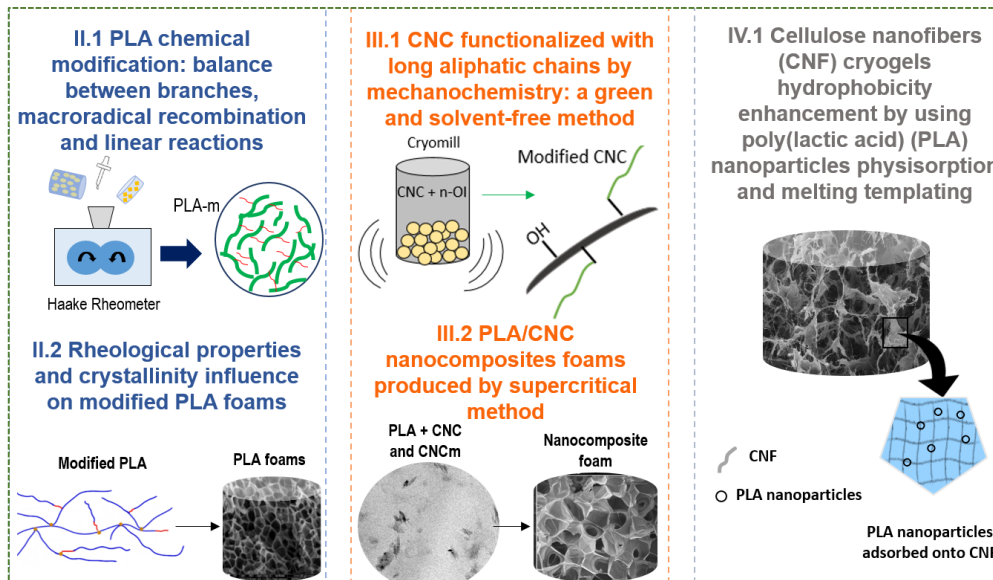 II.1 PLA chemical
modification: balance
between branches,
macroradical recombination
and linear reactions
PLA-m
Haake Rheometer
II.2 Rheological properties
and crystallinity influence
on modified PLA foams
Modified PLA
PLA foams
III.1 CNC functionalized with
long aliphatic chains by
mechanochemistry: a green
and solvent-free method
Cryomill
Modified CNC
CNC + n-OI
OH
III.2 PLA/CNC
nanocomposites foams
produced by supercritical
method
PLA + CNC
and CNCm
Nanocomposite
foam
IV.1 Cellulose nanofibers
(CNF) cryogels
hydrophobicity
enhancement by using
poly(lactic acid) (PLA)
nanoparticles physisorption
and melting templating
CNF
PLA nanoparticles
PLA nanoparticles
adsorbed onto CNF